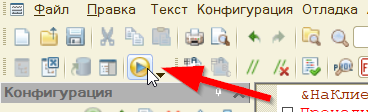 Файл Правка Текст Конфигурация Отладка
Конфигурация
&НаКлие